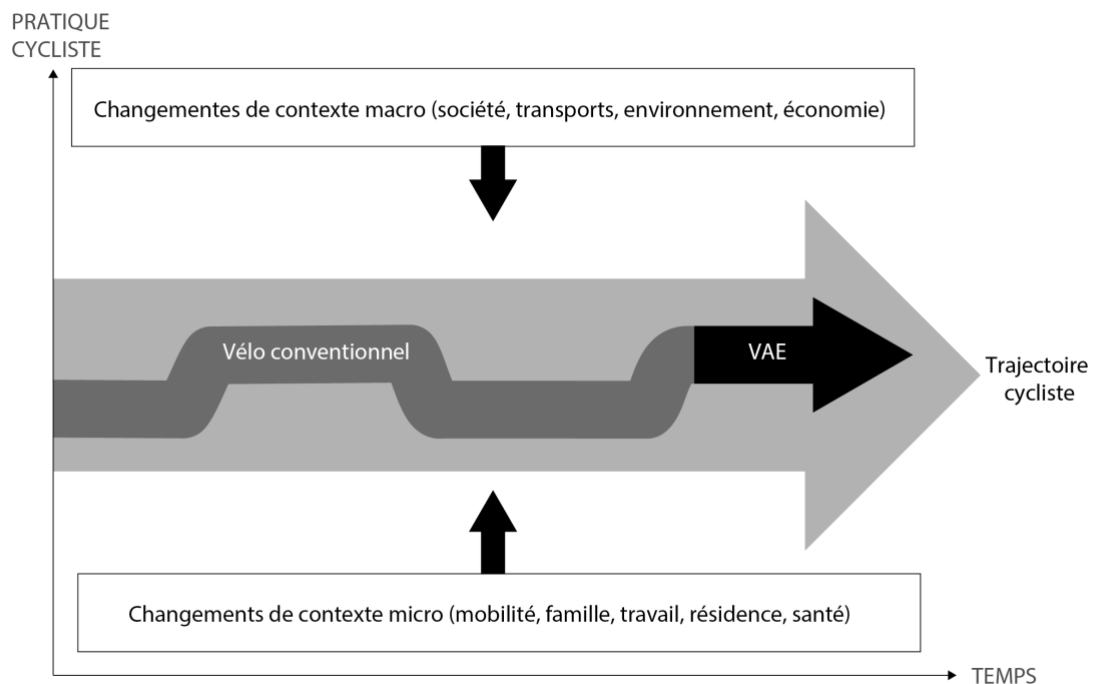 PRATIQUE
CYCLISTE
Changementes de contexte macro (société, transports, environnement, économie)
Vélo conventionnel
VAE
Trajectoire
cycliste
Changements de contexte micro (mobilité, famille, travail, résidence, santé)
TEMPS